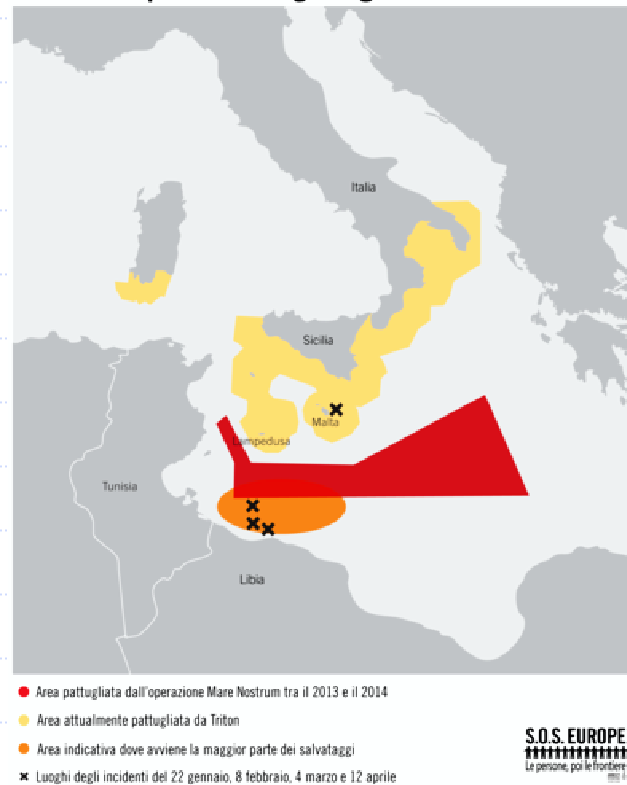 Italia
Sicilia
Malta
Lampedusa
Tunisia
Libia
Area pattugliata dall'operazione Mare Nostrum tra il 2013 e il 2014
Area attualmente pattugliata da Triton
Area indicativa dove avviene la maggior parte dei salvataggi
Luoghi degli incidenti del 22 gennaio, 8 febbraio, 4 marzo e 12 aprile
S.O.S. EUROPE
Le persone, poi le frontiere